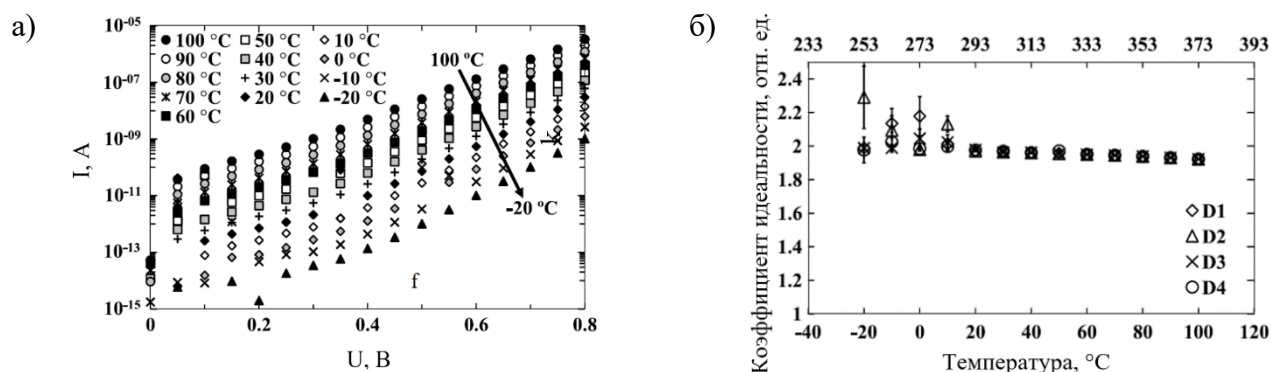 а)
I, A
10-05
10-07
10-09
10-11
10-13
10-15
100 °C
90 °C
80 °C
70 °C
60 °C
50 °C
40 °C
30 °C
20 °C
10 °C
0 °C
-10 °C
-20 °C
100 °C
-20 °C
f
0 0.2 0.4 0.6 0.8
U, В
б)
Коэффициент идеальности, отн. ед.
233 253 273 293 313 333 353 373 393
2.4
2.2
2
1.8
1.6
1.4
1.2
1
D1
D2
D3
D4
-40 -20 0 20 40 60 80 100
Температура, °C